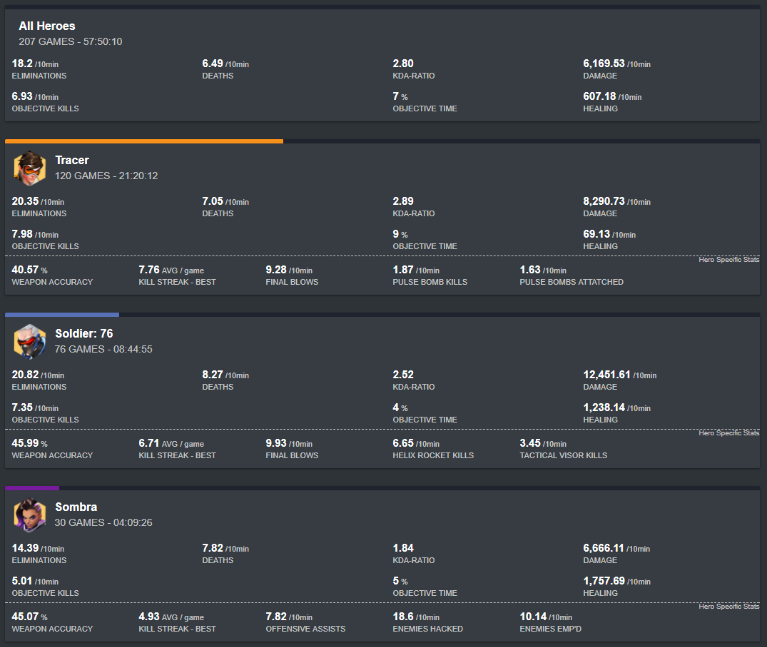 All Heroes
207 GAMES - 57:50:10
18.2 /10min 6.49 /10min 2.80 6,169.53 /10min
ELIMINATIONS DEATHS KDA-RATIO DAMAGE
6.93 /10min 7 % 607.18 /10min
OBJECTIVE KILLS OBJECTIVE TIME HEALING
Tracer
120 GAMES - 21:20:12
20.35 /10min 7.05 /10min 2.89 8,290.73 /10min
ELIMINATIONS DEATHS KDA-RATIO DAMAGE
7.98 /10min 9 % 69.13 /10min
OBJECTIVE KILLS OBJECTIVE TIME HEALING
Hero Specific Stats
40.57 % 7.76 AVG / game 9.28 /10min 1.87 /10min 1.63 /10min
WEAPON ACCURACY KILL STREAK - BEST FINAL BLOWS PULSE BOMB KILLS PULSE BOMBS ATTATCHED
Soldier: 76
76 GAMES - 08:44:55
20.82 /10min 8.27 /10min 2.52 12,451.61 /10min
ELIMINATIONS DEATHS KDA-RATIO DAMAGE
7.35 /10min 4 % 1,238.14 /10min
OBJECTIVE KILLS OBJECTIVE TIME HEALING
Hero Specific Stats
45.99 % 6.71 AVG / game 9.93 /10min 6.65 /10min 3.45 /10min
WEAPON ACCURACY KILL STREAK - BEST FINAL BLOWS HELIX ROCKET KILLS TACTICAL VISOR KILLS
Sombra
30 GAMES - 04:09:26
14.39 /10min 7.82 /10min 1.84 6,666.11 /10min
ELIMINATIONS DEATHS KDA-RATIO DAMAGE
5.01 /10min 5 % 1,757.69 /10min
OBJECTIVE KILLS OBJECTIVE TIME HEALING
Hero Specific Stats
45.07 % 4.93 AVG / game 7.82 /10min 18.6 /10min 10.14 /10min
WEAPON ACCURACY KILL STREAK - BEST OFFENSIVE ASSISTS ENEMIES HACKED ENEMIES EMP'D